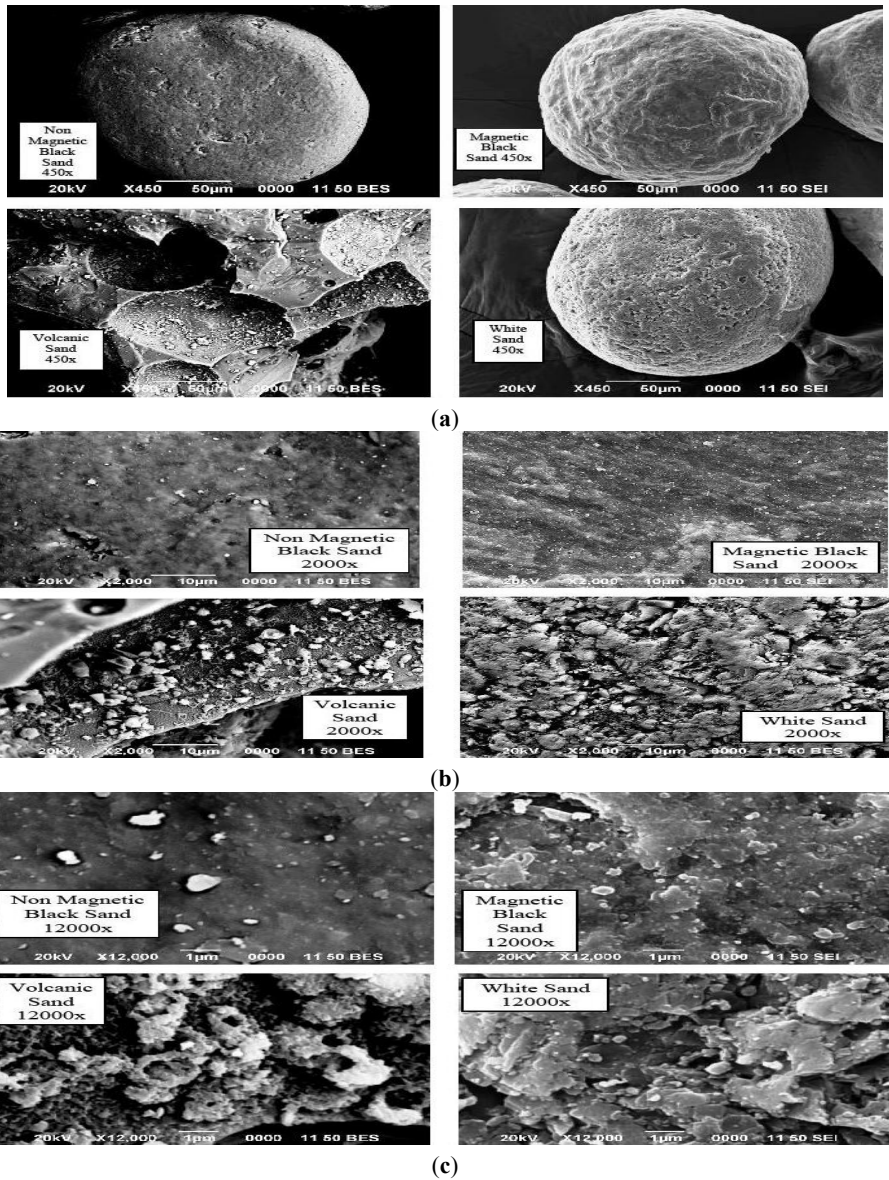 Non
Magnetic
Black
Sand
450x
20kV X450 50µm 0000 11 50 BES
Magnetic
Black
Sand 450x
20kV X450 50µm 0000 11 50 SEI
Volcanic
Sand
450x
20kV X450 50µm 0000 11 50 BES
White
Sand
450x
20kV X450 50µm 0000 11 50 SEI
(a)
Non Magnetic
Black Sand
2000x
20kV X2,000 10µm 0000 11 50 BES
Magnetic Black
Sand 2000x
20kV X2,000 10µm 0000 11 50 SEI
Volcanic
Sand
2000x
20kV X2,000 10µm 0000 11 50 BES
White Sand
2000x
20kV X2,000 10µm 0000 11 50 BES
(b)
Non Magnetic
Black Sand
12000x
20kV X12,000 1µm 0000 11 50 BES
Magnetic
Black
Sand
12000x
20kV X12,000 1µm 0000 11 50 SEI
Volcanic
Sand
12000x
20kV X12,000 1µm 0000 11 50 BES
White Sand
12000x
20kV X12,000 1µm 0000 11 50 SEI
(c)